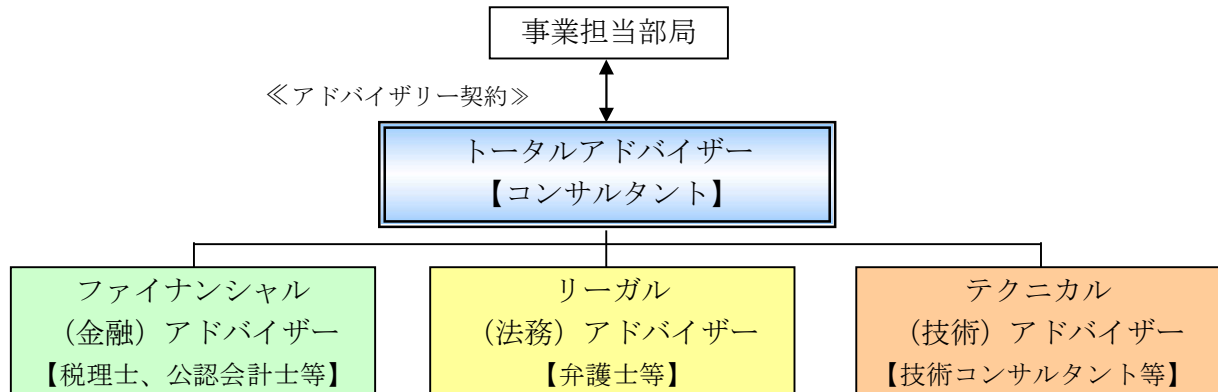 事業担当部局
≪アドバイザリー契約≫
トータルアドバイザー
【コンサルタント】
ファイナンシャル
（金融）アドバイザー
【税理士、公認会計士等】
リーガル
（法務）アドバイザー
【弁護士等】
テクニカル
（技術）アドバイザー
【技術コンサルタント等】